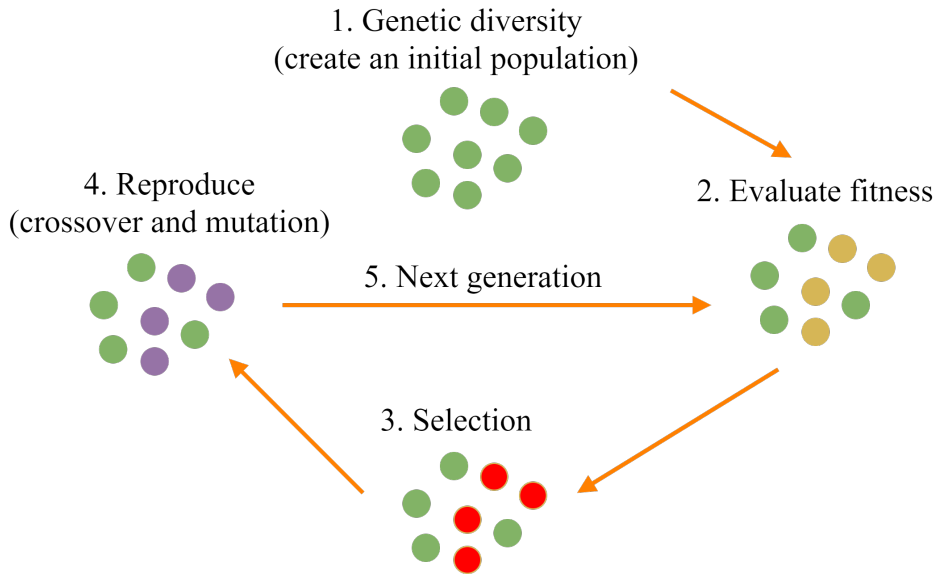 1. Genetic diversity
(create an initial population)
2. Evaluate fitness
4. Reproduce
(crossover and mutation)
5. Next generation
3. Selection